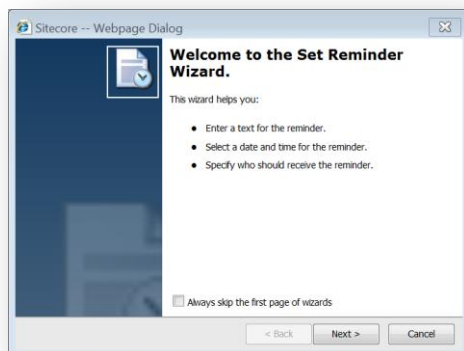 Sitecore -- Webpage Dialog
Welcome to the Set Reminder
Wizard.
This wizard helps you:
• Enter a text for the reminder.
• Select a date and time for the reminder.
• Specify who should receive the reminder.
Always skip the first page of wizards
< Back Next > Cancel